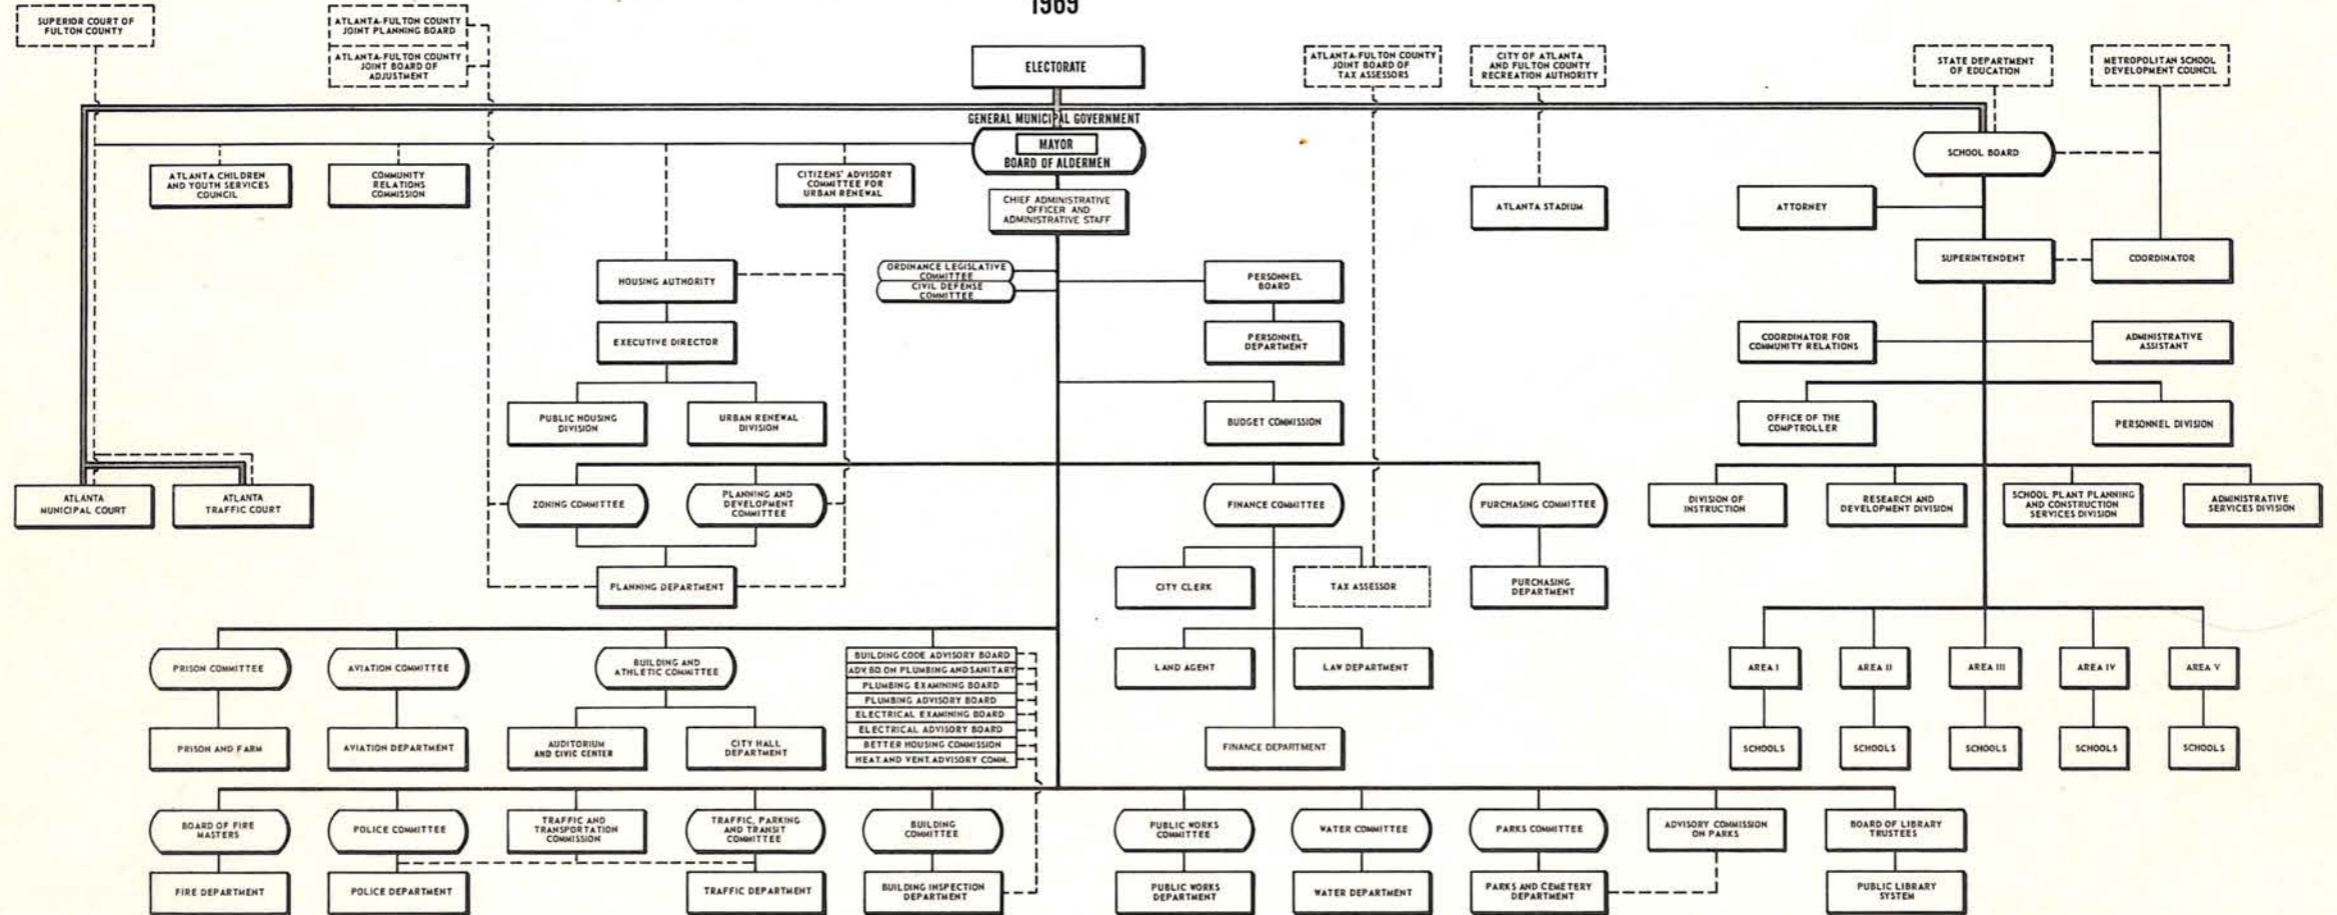 1969
SUPERIOR COURT OF
FULTON COUNTY
ATLANTA-FULTON COUNTY
JOINT PLANNING BOARD
ATLANTA-FULTON COUNTY
JOINT BOARD OF
ADJUSTMENT
ELECTORATE
ATLANTA-FULTON COUNTY
JOINT BOARD OF
TAX ASSESSORS
CITY OF ATLANTA
AND FULTON COUNTY
RECREATION AUTHORITY
STATE DEPARTMENT
OF EDUCATION
METROPOLITAN SCHOOL
DEVELOPMENT COUNCIL
GENERAL MUNICIPAL GOVERNMENT
MAYOR
BOARD OF ALDERMEN
SCHOOL BOARD
ATLANTA CHILDREN
AND YOUTH SERVICES
COUNCIL
COMMUNITY
RELATIONS
COMMISSION
CITIZENS' ADVISORY
COMMITTEE FOR
URBAN RENEWAL
CHIEF ADMINISTRATIVE
OFFICER AND
ADMINISTRATIVE STAFF
ATLANTA STADIUM
ATTORNEY
HOUSING AUTHORITY
ORDINANCE LEGISLATIVE
COMMITTEE
CIVIL DEFENSE
COMMITTEE
PERSONNEL
BOARD
SUPERINTENDENT
COORDINATOR
EXECUTIVE DIRECTOR
PERSONNEL
DEPARTMENT
COORDINATOR FOR
COMMUNITY RELATIONS
ADMINISTRATIVE
ASSISTANT
PUBLIC HOUSING
DIVISION
URBAN RENEWAL
DIVISION
BUDGET COMMISSION
OFFICE OF THE
COMPTROLLER
PERSONNEL DIVISION
ATLANTA
MUNICIPAL COURT
ATLANTA
TRAFFIC COURT
ZONING COMMITTEE
PLANNING AND
DEVELOPMENT
COMMITTEE
FINANCE COMMITTEE
PURCHASING COMMITTEE
DIVISION OF
INSTRUCTION
RESEARCH AND
DEVELOPMENT DIVISION
SCHOOL PLANT PLANNING
AND CONSTRUCTION
SERVICES DIVISION
ADMINISTRATIVE
SERVICES DIVISION
PLANNING DEPARTMENT
CITY CLERK
TAX ASSESSOR
PURCHASING
DEPARTMENT
PRISON COMMITTEE
AVIATION COMMITTEE
BUILDING AND
ATHLETIC COMMITTEE
BUILDING CODE ADVISORY BOARD
ADV BD. ON PLUMBING AND SANITARY
PLUMBING EXAMINING BOARD
PLUMBING ADVISORY BOARD
ELECTRICAL EXAMINING BOARD
ELECTRICAL ADVISORY BOARD
BETTER HOUSING COMMISSION
HEAT. AND VENT. ADVISORY COMM.
LAND AGENT
LAW DEPARTMENT
AREA I
AREA II
AREA III
AREA IV
AREA V
PRISON AND FARM
AVIATION DEPARTMENT
AUDITORIUM
AND CIVIC CENTER
CITY HALL
DEPARTMENT
FINANCE DEPARTMENT
SCHOOLS
SCHOOLS
SCHOOLS
SCHOOLS
SCHOOLS
BOARD OF FIRE
MASTERS
POLICE COMMITTEE
TRAFFIC AND
TRANSPORTATION
COMMISSION
TRAFFIC, PARKING
AND TRANSIT
COMMITTEE
BUILDING
COMMITTEE
PUBLIC WORKS
COMMITTEE
WATER COMMITTEE
PARKS COMMITTEE
ADVISORY COMMISSION
ON PARKS
BOARD OF LIBRARY
TRUSTEES
FIRE DEPARTMENT
POLICE DEPARTMENT
TRAFFIC DEPARTMENT
BUILDING INSPECTION
DEPARTMENT
PUBLIC WORKS
DEPARTMENT
WATER DEPARTMENT
PARKS AND CEMETERY
DEPARTMENT
PUBLIC LIBRARY
SYSTEM